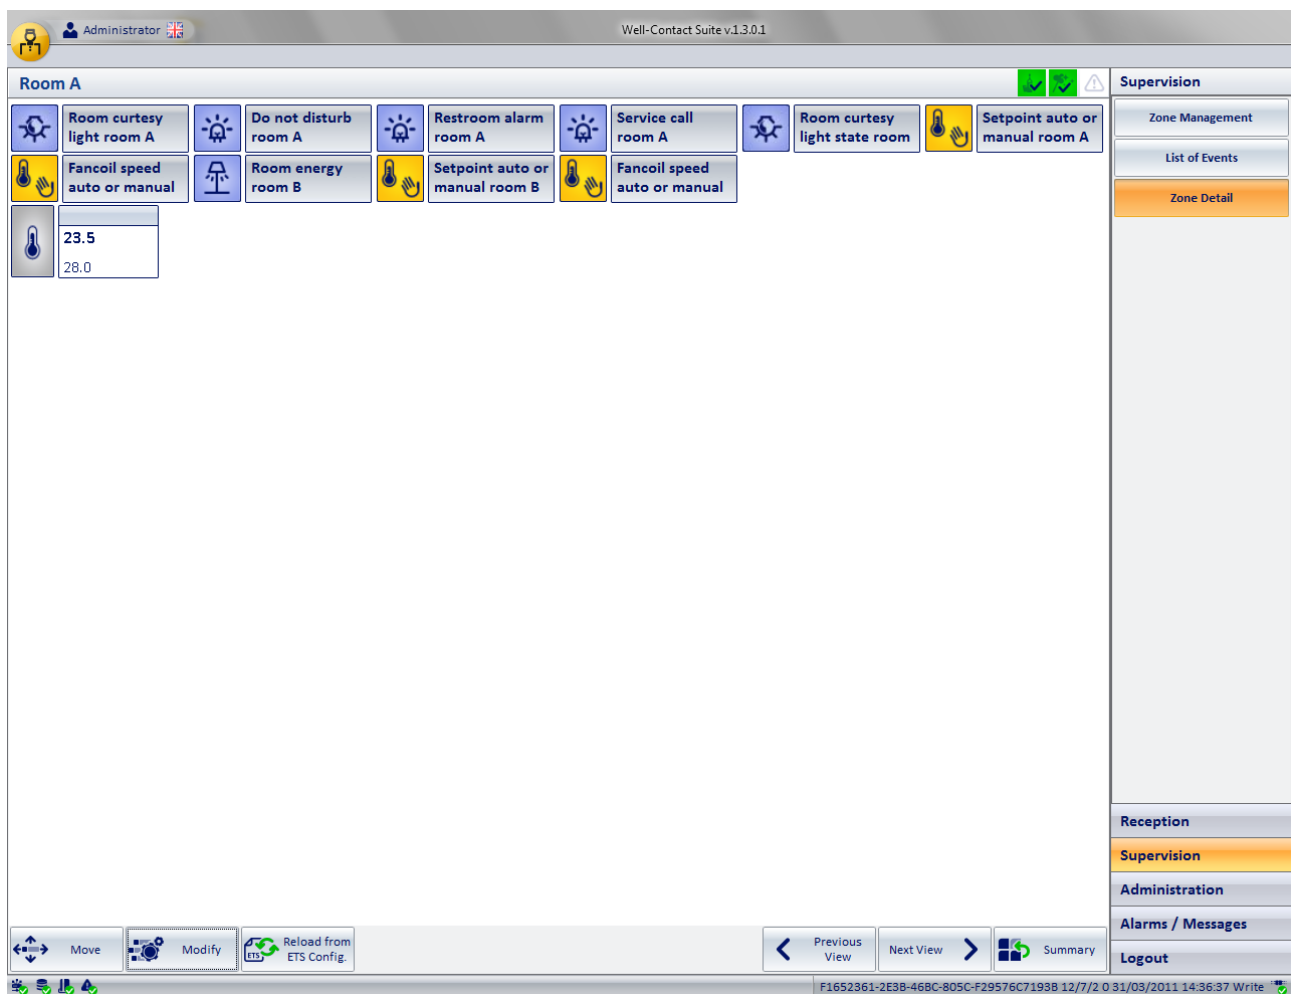 Administrator
Well-Contact Suite v.1.3.0.1
Room A
Supervision
Room curtesy
light room A
Do not disturb
room A
Restroom alarm
room A
Service call
room A
Room curtesy
light state room
Setpoint auto or
manual room A
Fancoil speed
auto or manual
Room energy
room B
Setpoint auto or
manual room B
Fancoil speed
auto or manual
23.5
28.0
Zone Management
List of Events
Zone Detail
Reception
Supervision
Administration
Alarms / Messages
Logout
Move
Modify
ETS
Reload from
ETS Config.
Previous
View
Next View
Summary
F1652361-2E3B-46BC-805C-F29576C7193B 12/7/2 0 31/03/2011 14:36:37 Write